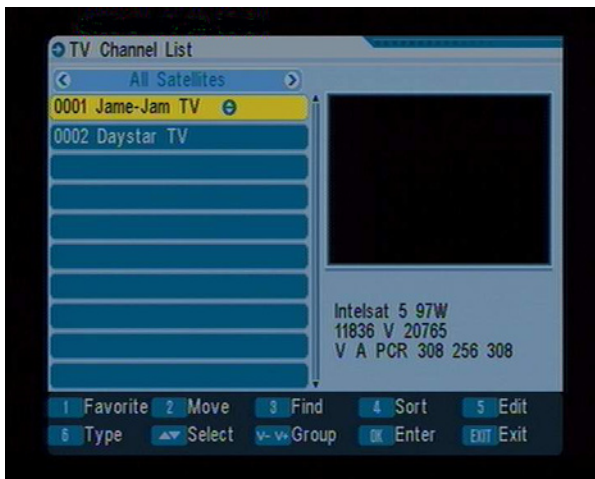 TV Channel List
All Satellites
0001 Jame-Jam TV
0002 Daystar TV
Intelsat 5 97W
11836 V 20765
V A PCR 308 256 308
1 Favorite 2 Move 3 Find 4 Sort 5 Edit
6 Type Select V- V+ Group OK Enter EXIT Exit